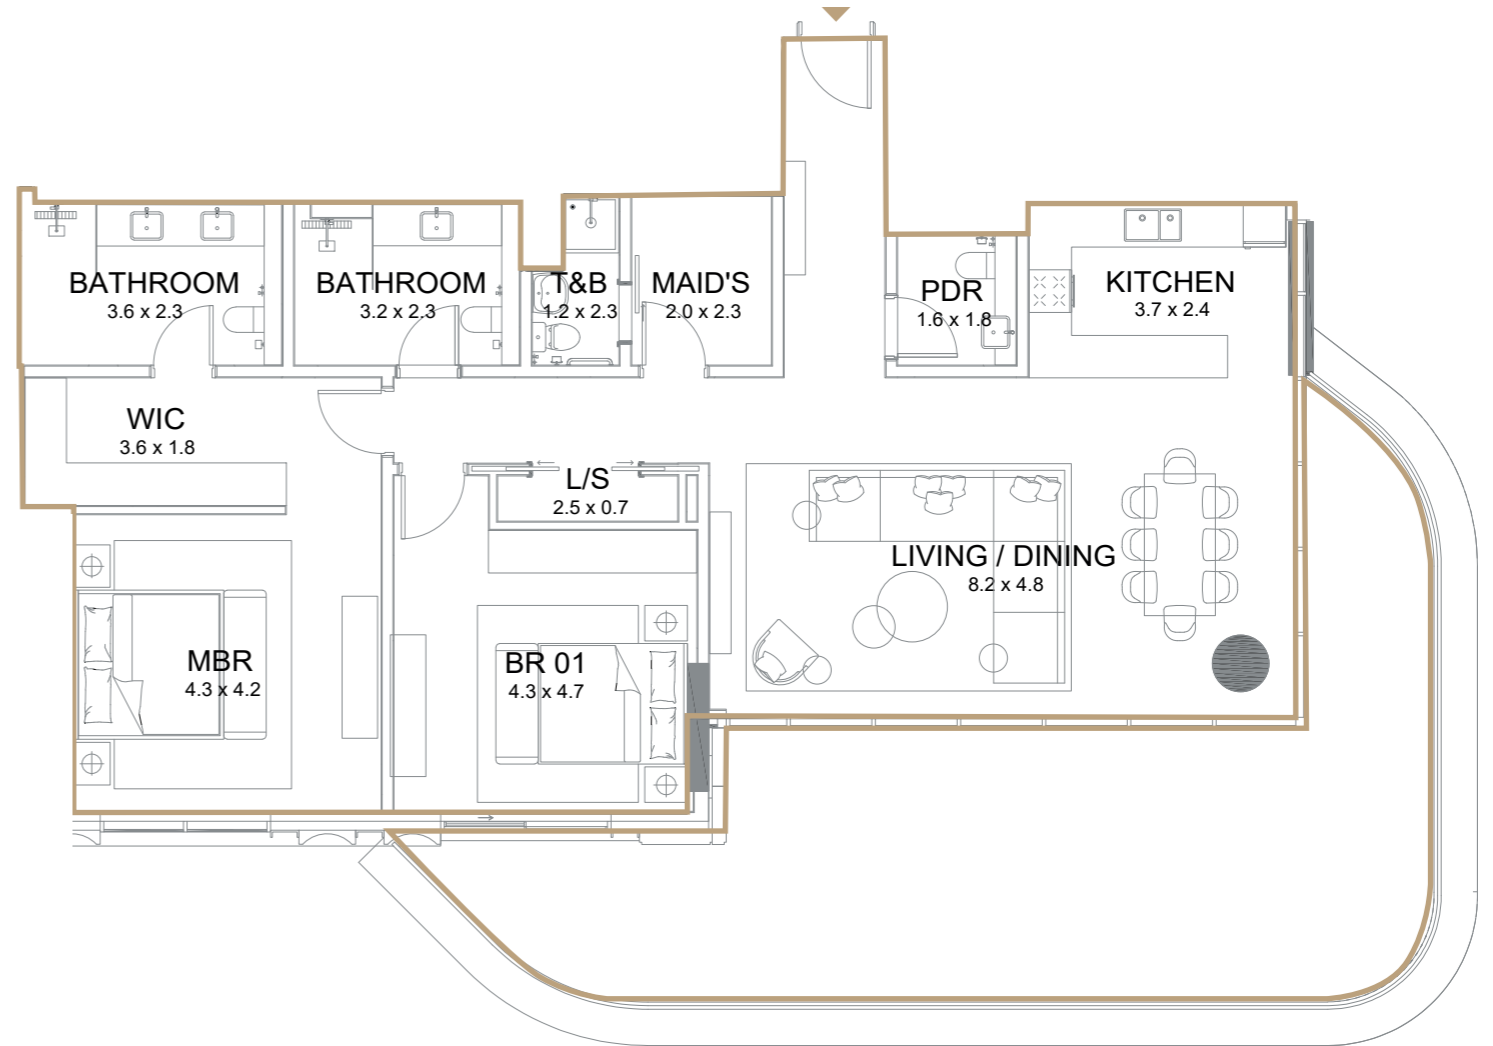 BATHROOM
3.6 x 2.3
BATHROOM
3.2 x 2.3
T&B
1.2 x 2.3
MAID'S
2.0 x 2.3
PDR
1.6 x 1.8
KITCHEN
3.7 x 2.4
WIC
3.6 x 1.8
L/S
2.5 x 0.7
LIVING / DINING
8.2 x 4.8
MBR
4.3 x 4.2
BR 01
4.3 x 4.7